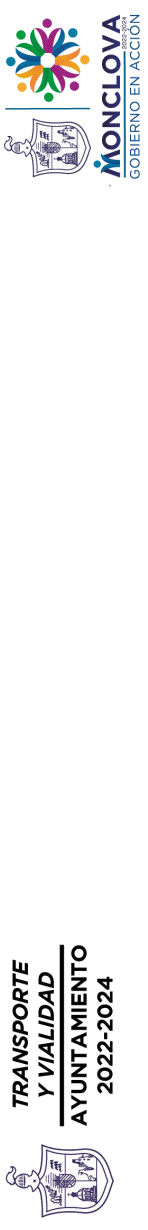 TRANSPORTE
Y VIALIDAD
AYUNTAMIENTO
2022-2024
MONCLOVA
2022-2024
GOBIERNO EN ACCIÓN